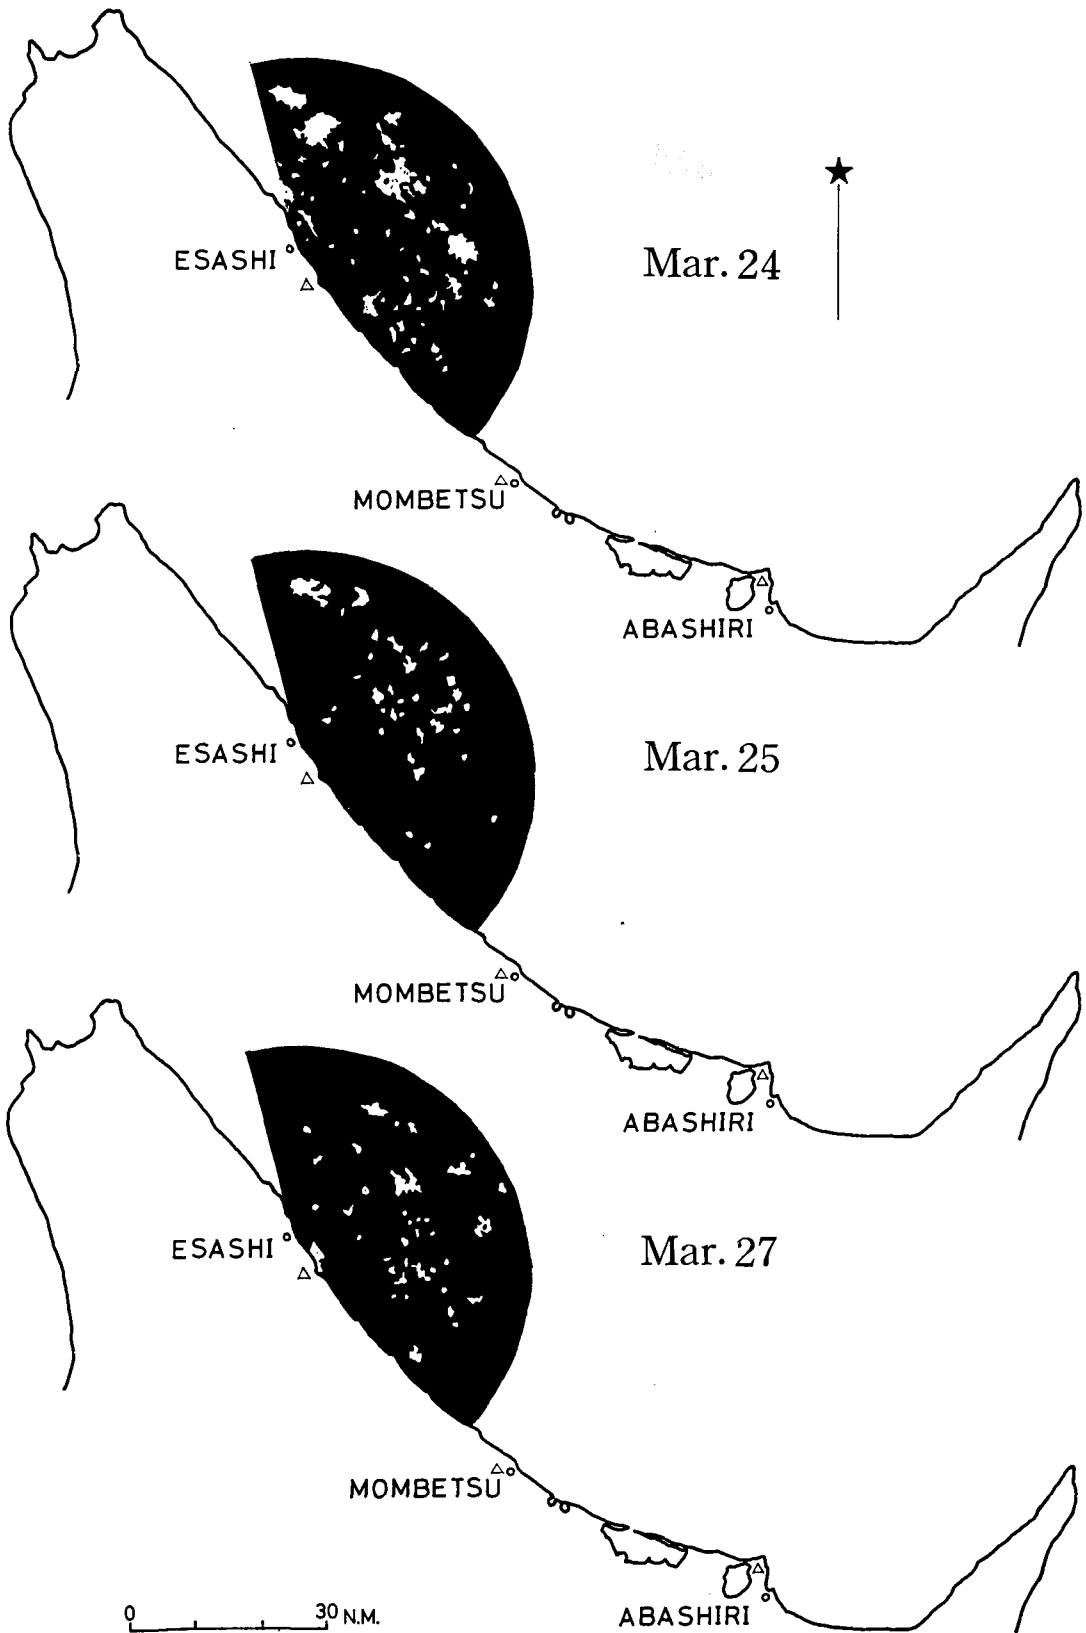 ESASHI
Mar. 24
MOMBETSU
ABASHIRI
ESASHI
Mar. 25
MOMBETSU
ABASHIRI
ESASHI
Mar. 27
MOMBETSU
ABASHIRI
0 30 N.M.